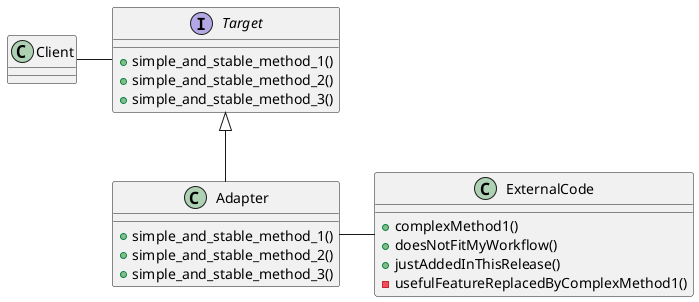 C Client
I Target
simple_and_stable_method_1()
simple_and_stable_method_2()
simple_and_stable_method_3()
C Adapter
simple_and_stable_method_1()
simple_and_stable_method_2()
simple_and_stable_method_3()
C ExternalCode
complexMethod1()
doesNotFitMyWorkflow()
justAddedInThisRelease()
usefulFeatureReplacedByComplexMethod1()